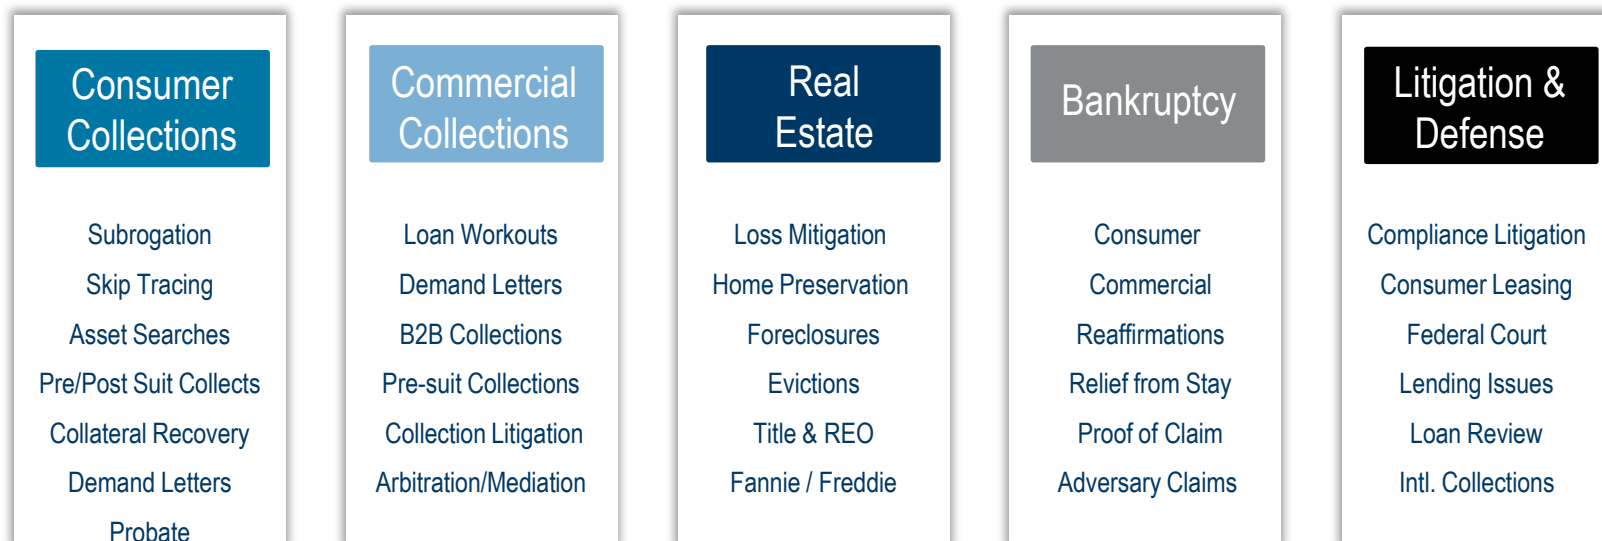 Consumer
Collections
Subrogation
Skip Tracing
Asset Searches
Pre/Post Suit Collects
Collateral Recovery
Demand Letters
Probate
Commercial
Collections
Loan Workouts
Demand Letters
B2B Collections
Pre-suit Collections
Collection Litigation
Arbitration/Mediation
Real
Estate
Loss Mitigation
Home Preservation
Foreclosures
Evictions
Title & REO
Fannie / Freddie
Bankruptcy
Consumer
Commercial
Reaffirmations
Relief from Stay
Proof of Claim
Adversary Claims
Litigation &
Defense
Compliance Litigation
Consumer Leasing
Federal Court
Lending Issues
Loan Review
Intl. Collections